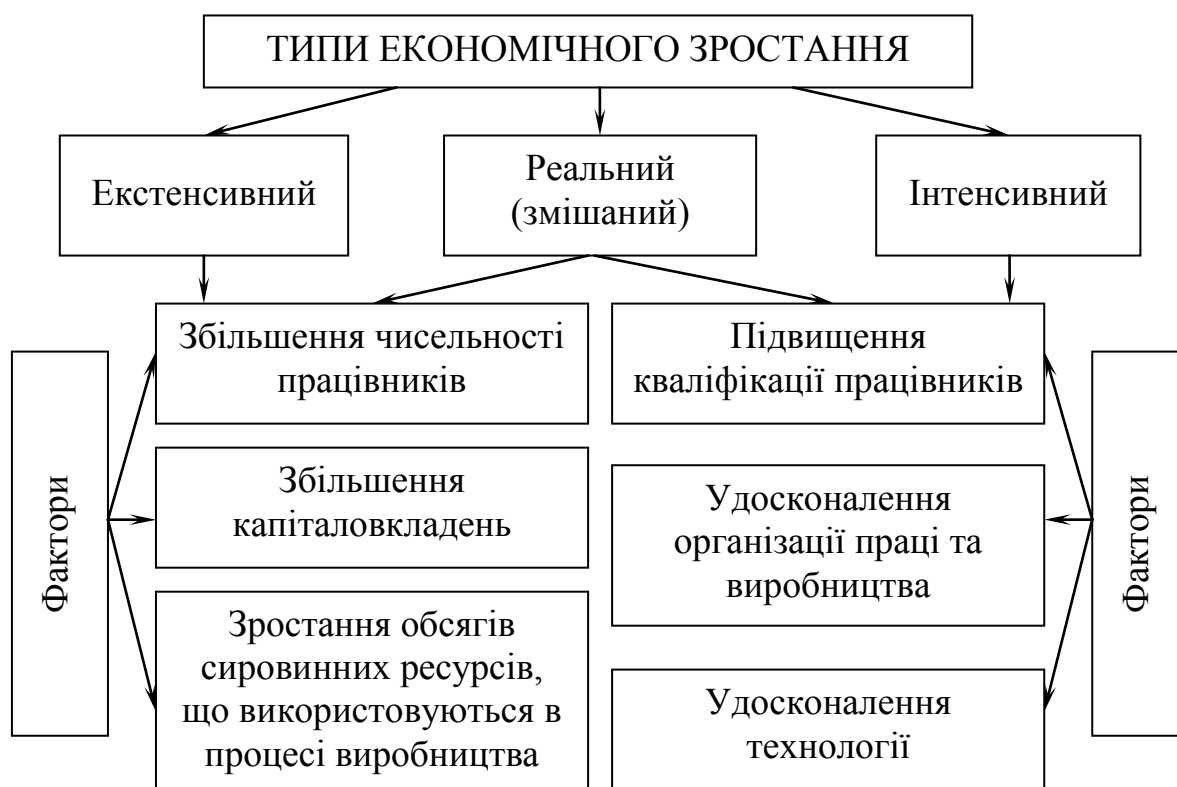 ТИПИ ЕКОНОМІЧНОГО ЗРОСТАННЯ
Екстенсивний
Реальний
(змішаний)
Інтенсивний
Збільшення чисельності
працівників
Підвищення
кваліфікації працівників
Фактори
Збільшення
капіталовкладень
Удосконалення
організації праці та
виробництва
Фактори
Зростання обсягів
сировинних ресурсів,
що використовуються в
процесі виробництва
Удосконалення
технології